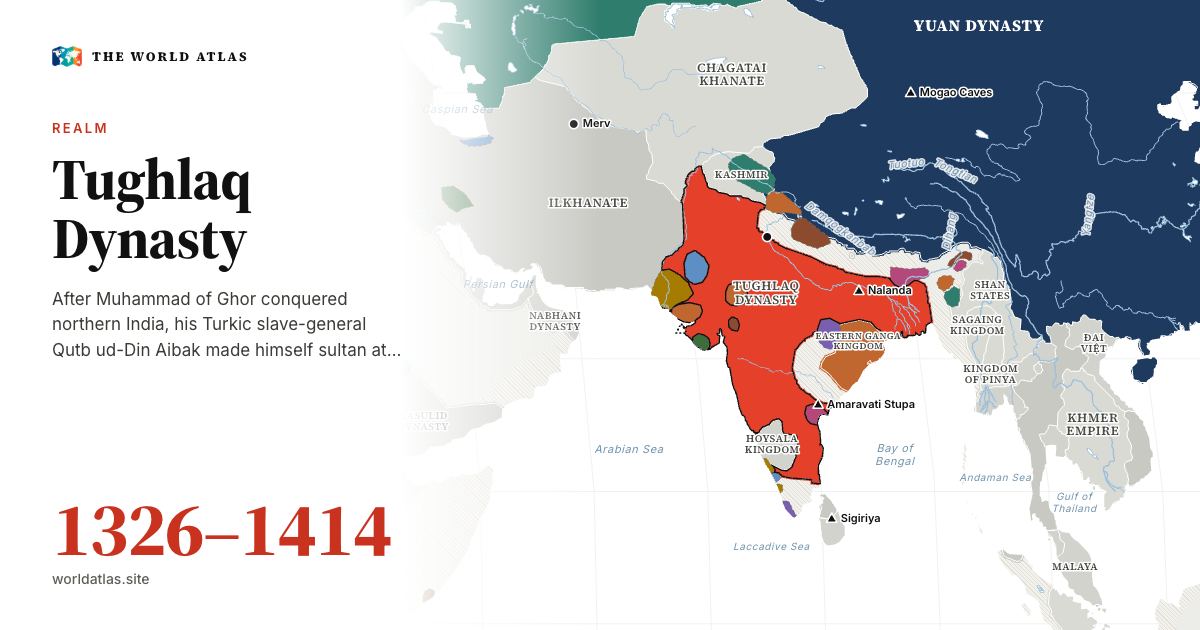 THE WORLD ATLAS
REALM
Tughlaq
Dynasty
After Muhammad of Ghor conquered
northern India, his Turkic slave-general
Qutb ud-Din Aibak made himself sultan at...
1326–1414
worldatlas.site
YUAN DYNASTY
CHAGATAI
KHANATE
Mogao Caves
Caspian Sea
Merv
KASHMIR
Tuotuo
Tongtian
ILKHANATE
Yangtze
Persian Gulf
TUGHLAQ
DYNASTY
Nalanda
SHAN
STATES
NABHANI
DYNASTY
SAGAING
KINGDOM
EASTERN GANGA
KINGDOM
ĐẠI
VIỆT
KINGDOM
OF PINYA
Amaravati Stupa
KHMER
EMPIRE
HOYSALA
KINGDOM
Arabian Sea
Bay of
Bengal
Andaman Sea
Gulf of
Thailand
Sigiriya
Laccadive Sea
MALAYA